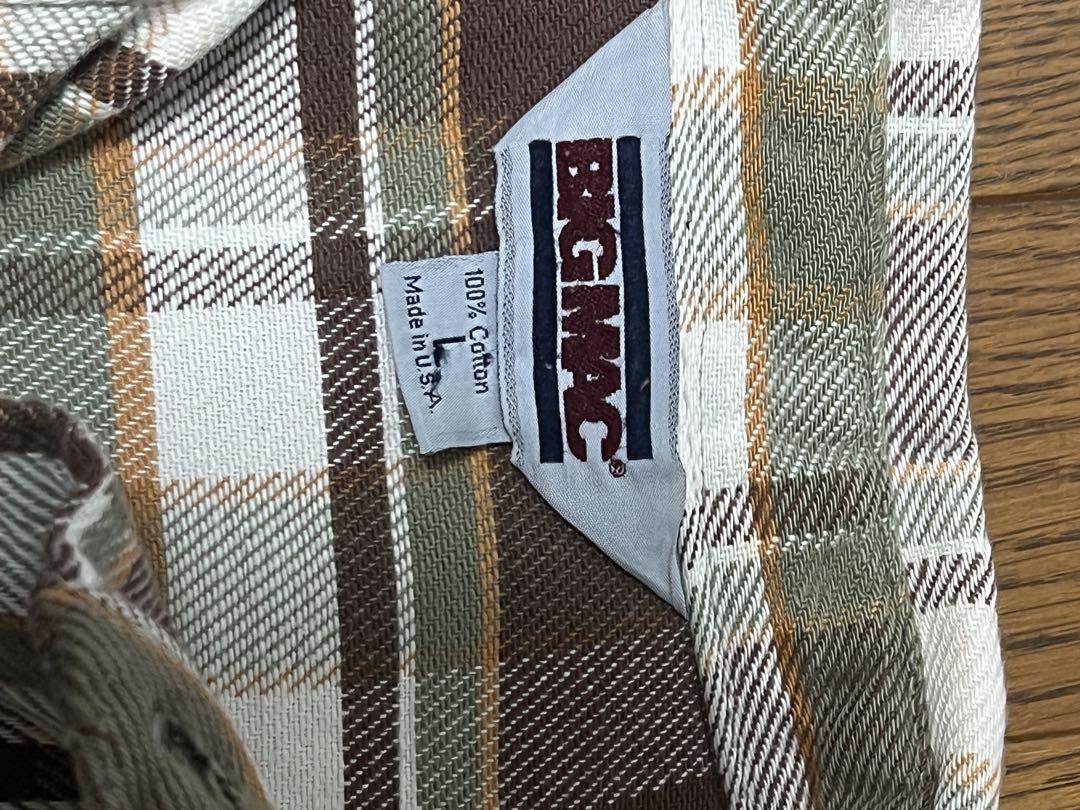 BIG MAC®
100% Cotton
L
Made in U.S.A.